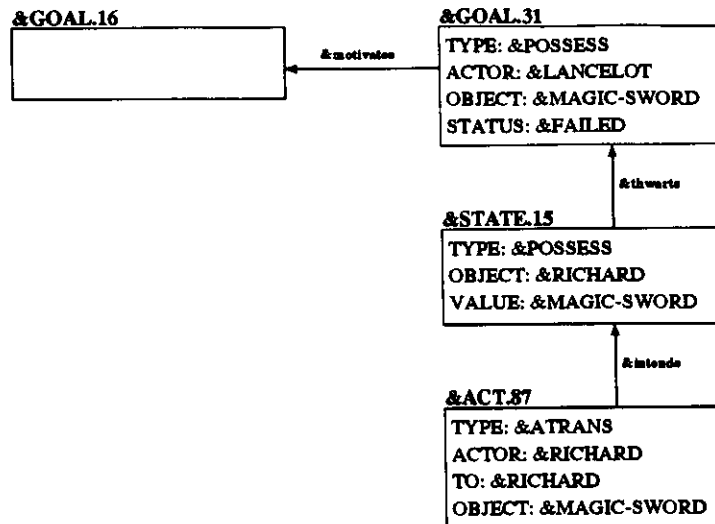 &GOAL.16
&GOAL.31
TYPE: &POSSESS
ACTOR: &LANCELOT
OBJECT: &MAGIC-SWORD
STATUS: &FAILED
&motivates
&thwarts
&STATE.15
TYPE: &POSSESS
OBJECT: &RICHARD
VALUE: &MAGIC-SWORD
&intends
&ACT.87
TYPE: &ATRANS
ACTOR: &RICHARD
TO: &RICHARD
OBJECT: &MAGIC-SWORD